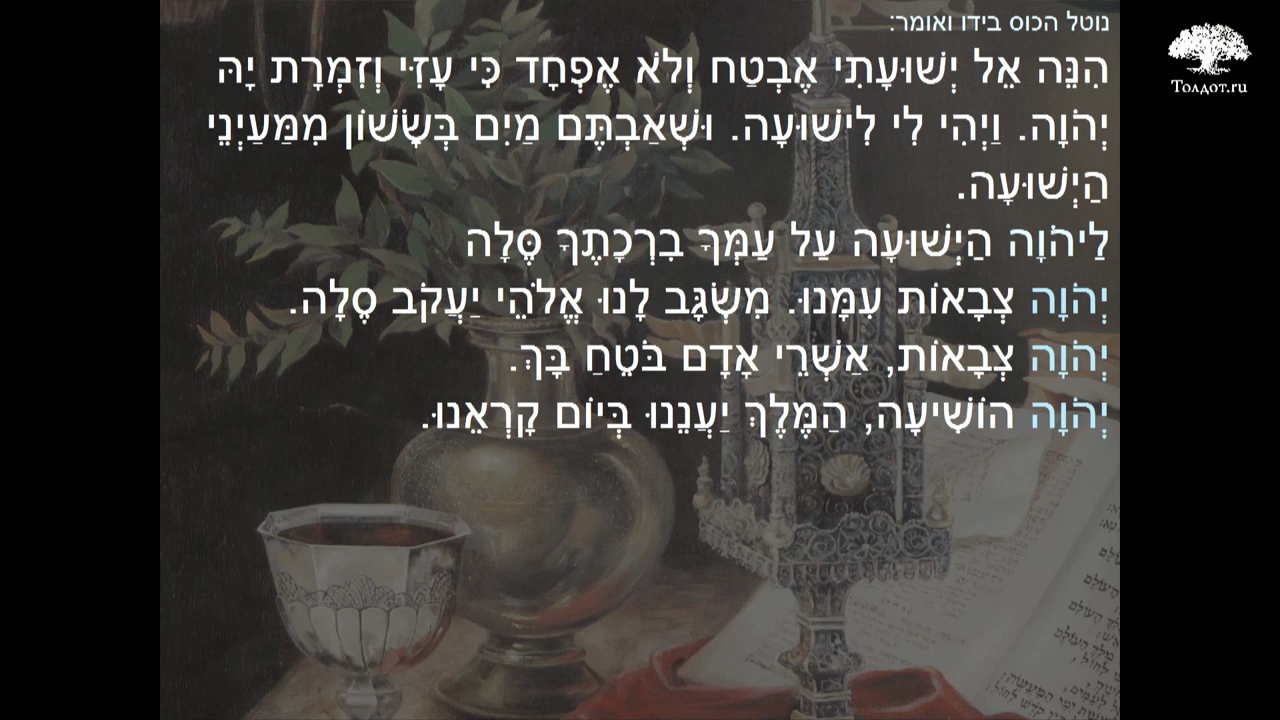 נוטל הכוס בידו ואומר:
הִנֵּה אֵל יְשׁוּעָתִי אֶבְטַח וְלֹא אֶפְחָד כִּי עָזִּי וְזִמְרָת יָהּ
יְהֹוָה. וַיְהִי לִי לִישׁוּעָה. וּשְׁאַבְתֶּם מַיִם בְּשָׂשׂוֹן מִמַּעַיְנֵי
הַיְשׁוּעָה.
לַיהֹוָה הַיְשׁוּעָה עַל עַמְּךָ בִרְכָתֶךָ סֶּלָה
יְהֹוָה צְבָאוֹת עִמָּנוּ. מִשְׂגָּב לָנוּ אֱלֹהֵי יַעֲקֹב סֶלָה.
יְהֹוָה צְבָאוֹת, אַשְׁרֵי אָדָם בֹּטֵחַ בָּךְ.
יְהֹוָה הוֹשִׁיעָה, הַמֶּלֶךְ יַעֲנֵנוּ בְּיוֹם קָרְאֵנוּ.
Толдот.ru